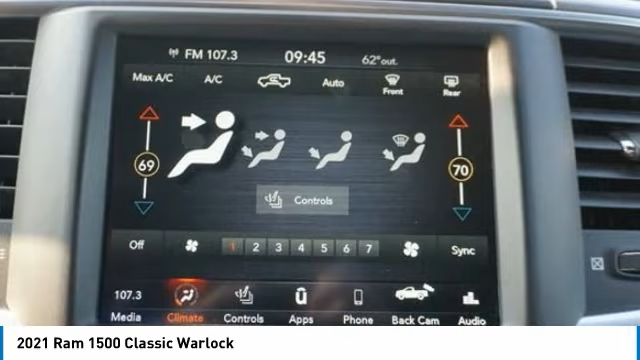 FM 107.3 09:45 62°out.
Max A/C A/C Auto Front Rear
69 70
Controls
Off 1 2 3 4 5 6 7 Sync
107.3
Media Climate Controls Apps Phone Back Cam Audio
2021 Ram 1500 Classic Warlock